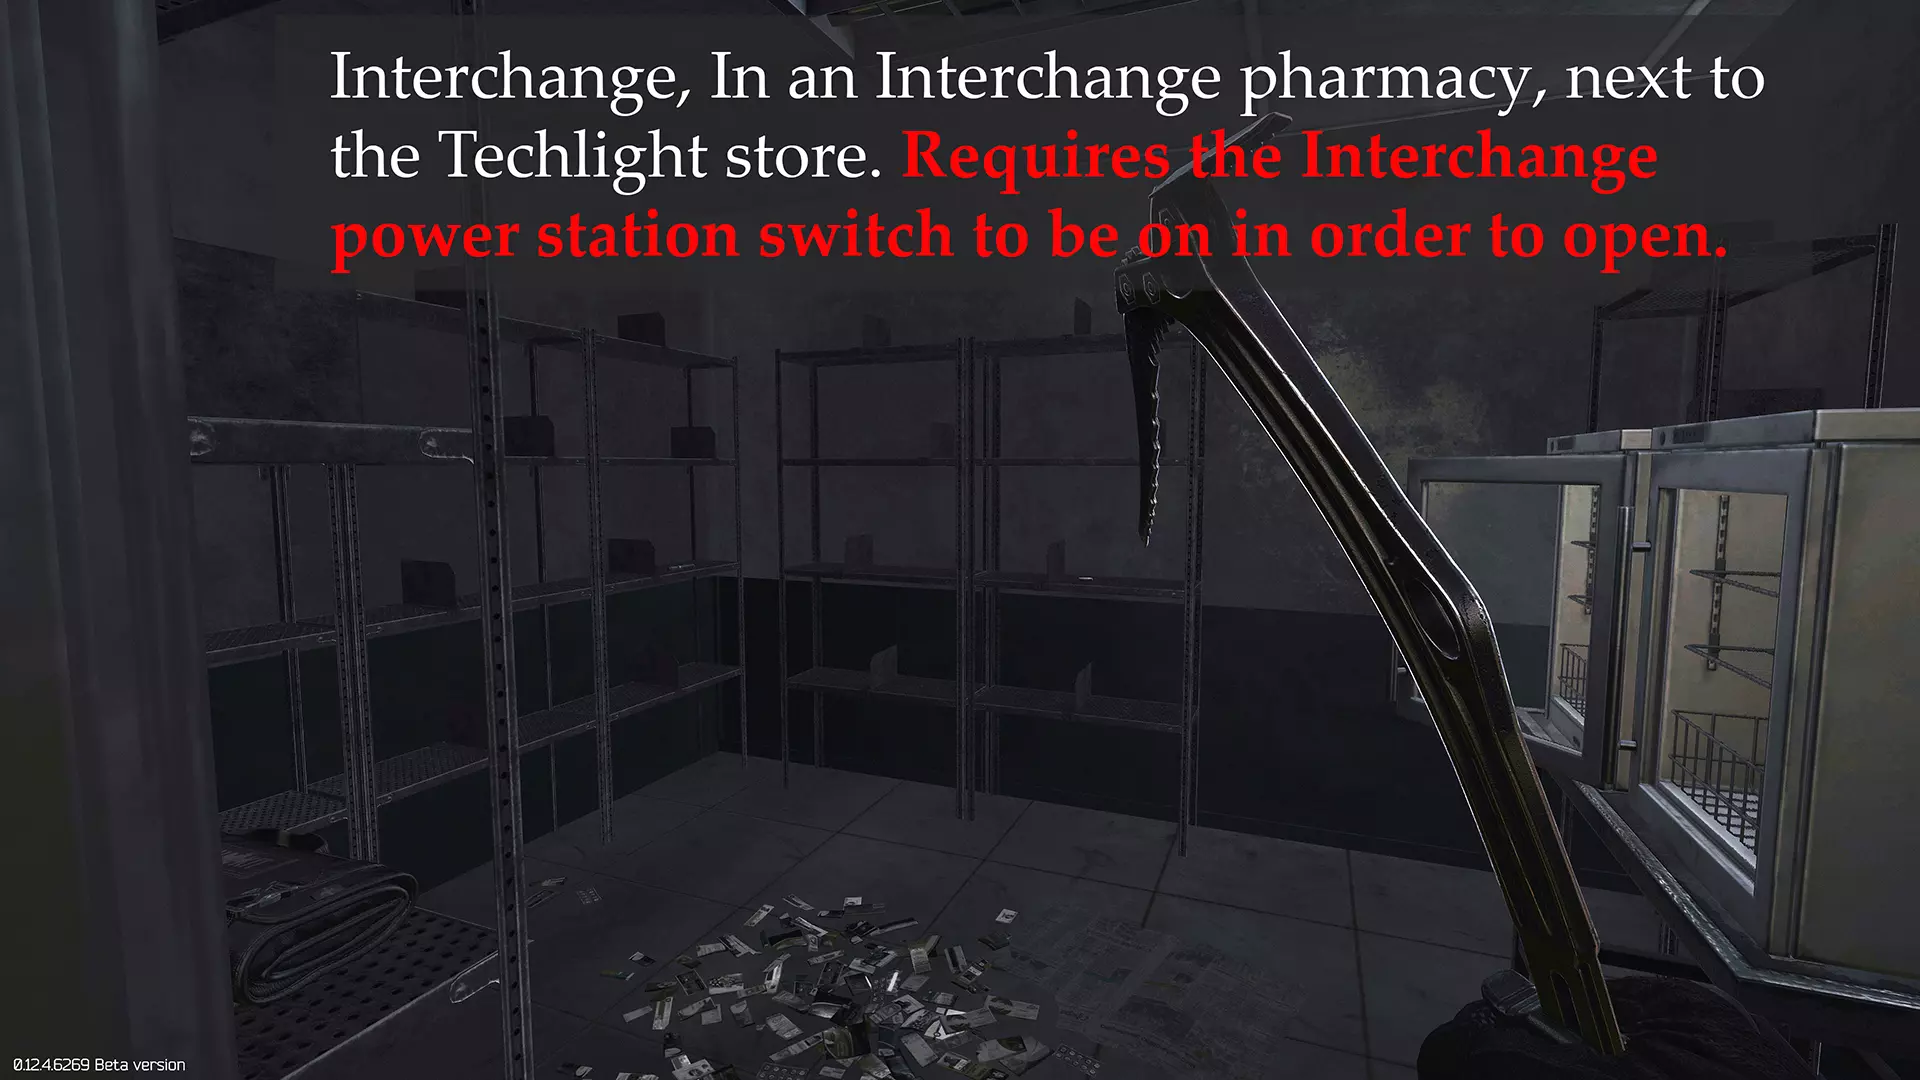 Interchange, In an Interchange pharmacy, next to
the Techlight store. Requires the Interchange
power station switch to be on in order to open.
0.12.4.6269 Beta version